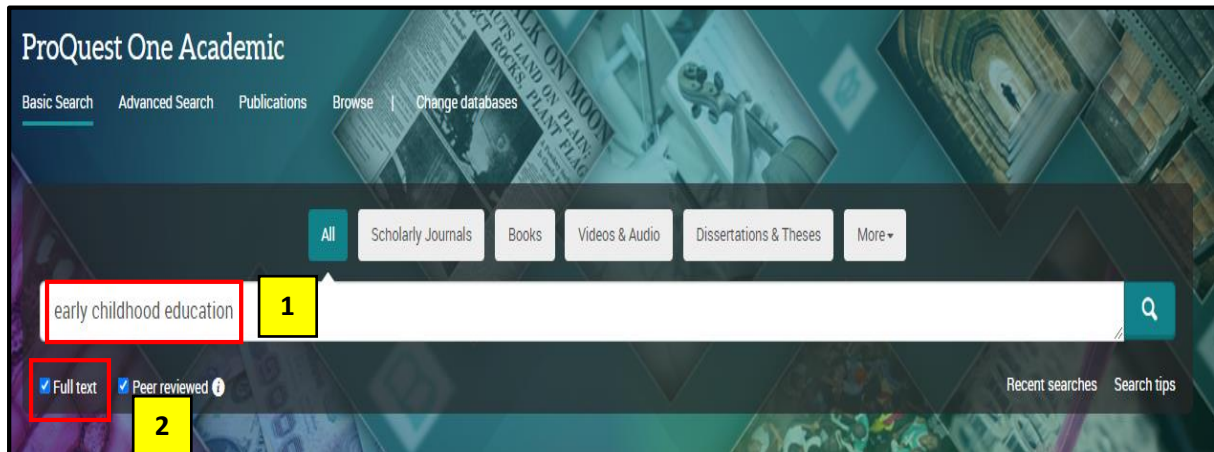 ProQuest One Academic
Basic Search Advanced Search Publications Browse | Change databases
All Scholarly Journals Books Videos & Audio Dissertations & Theses More
early childhood education 1
Full text Peer reviewed i Recent searches Search tips
2